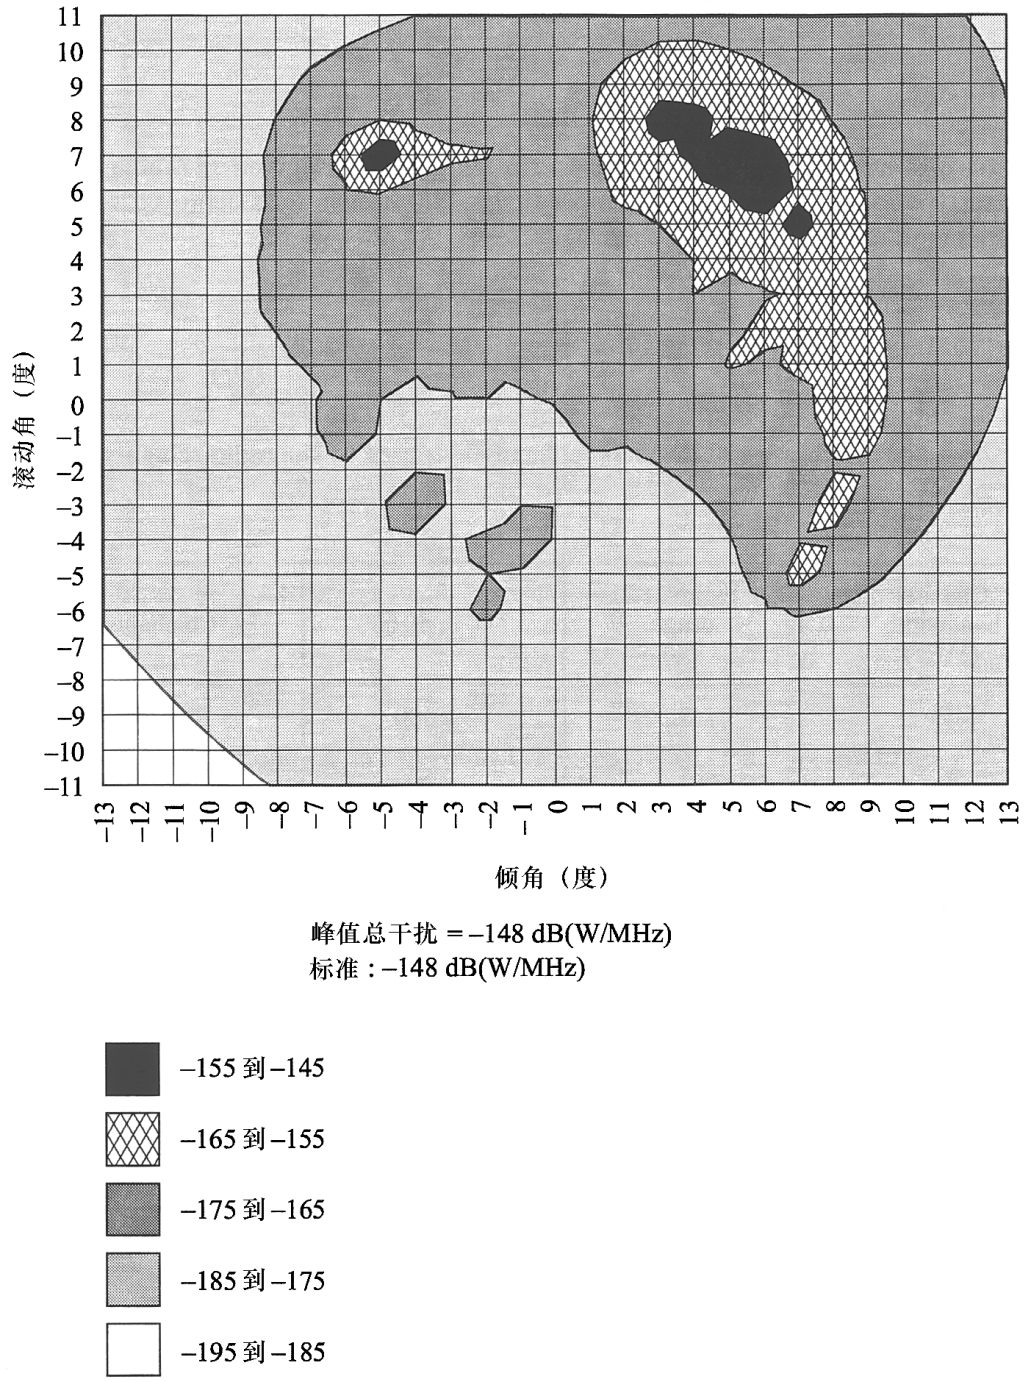 11
10
9
8
7
6
5
4
3
2
1
0
–1
–2
–3
–4
–5
–6
–7
–8
–9
–10
–11
滚动角（度）
–13 –12 –11 –10 –9 –8 –7 –6 –5 –4 –3 –2 –1 0 1 2 3 4 5 6 7 8 9 10 11 12 13
倾角（度）
峰值总干扰 = –148 dB(W/MHz)
标准 : –148 dB(W/MHz)
–155 到 –145
–165 到 –155
–175 到 –165
–185 到 –175
–195 到 –185